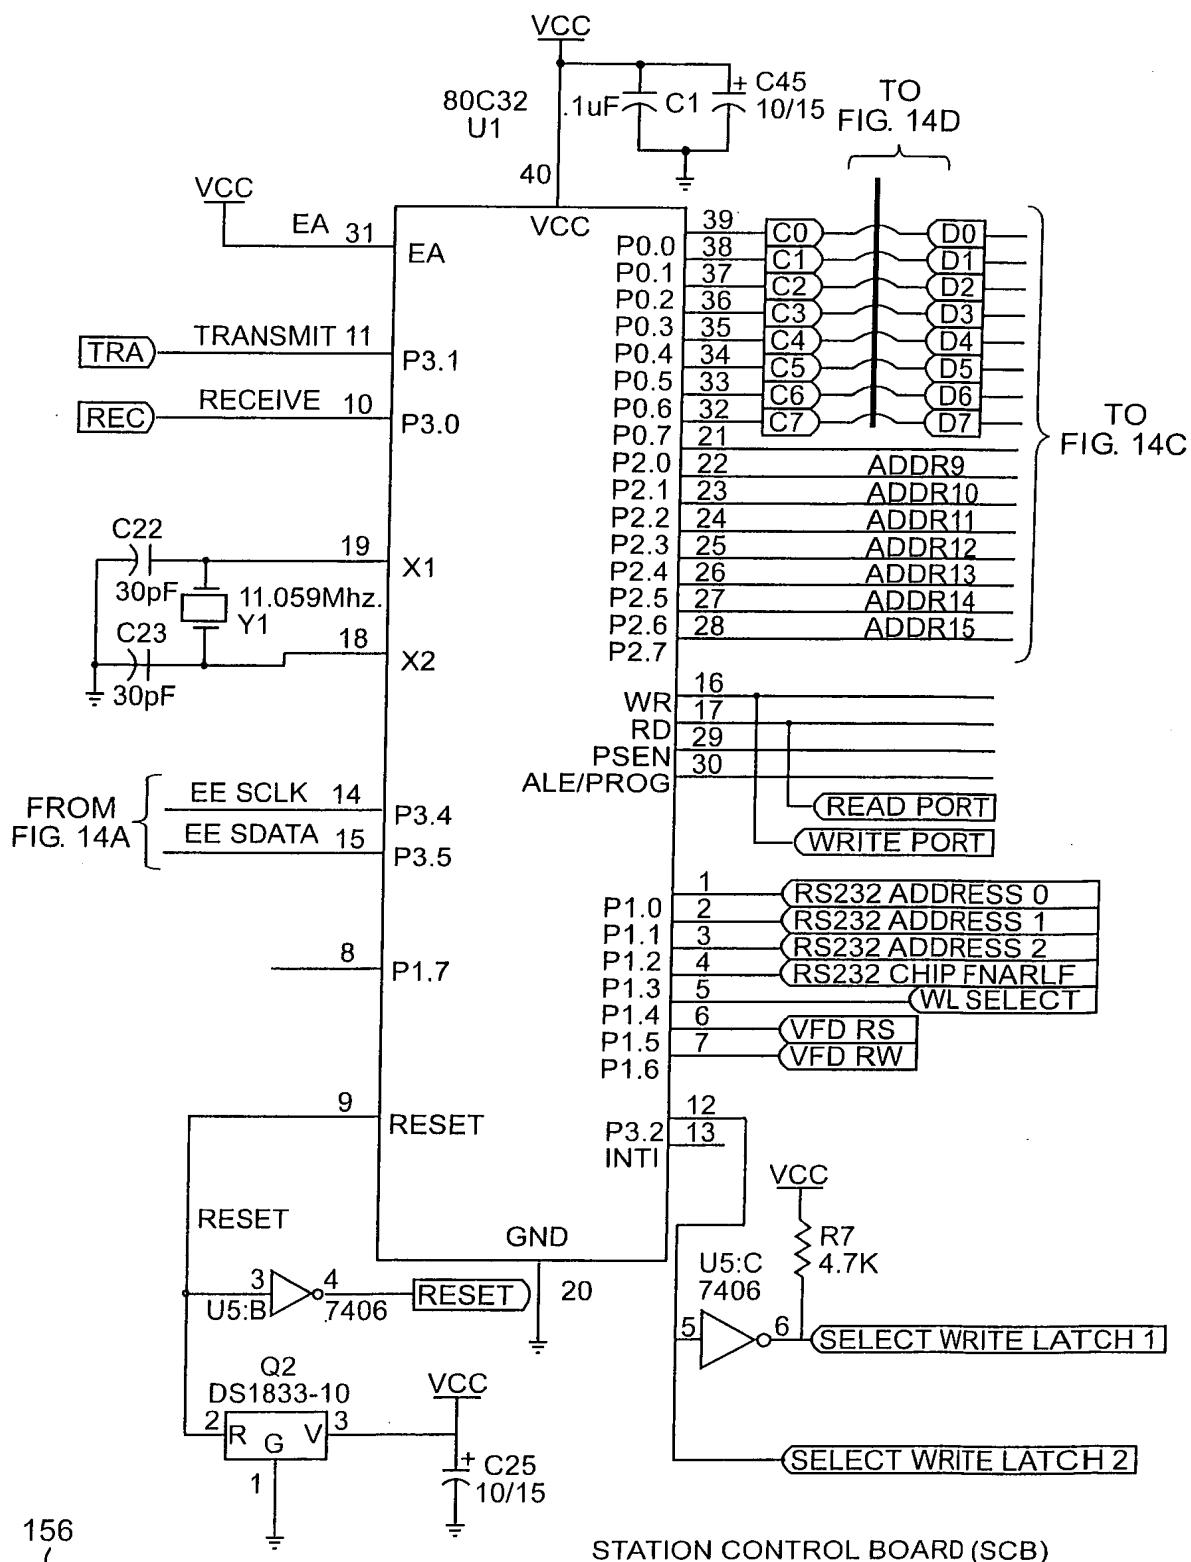 VCC
80C32
U1
.1uF
C1
+ C45
10/15
TO
FIG. 14D
40
VCC
VCC
EA 31
EA
39
P0.0
C0
D0
38
P0.1
C1
D1
37
P0.2
C2
D2
36
P0.3
C3
D3
35
P0.4
C4
D4
34
P0.5
C5
D5
33
P0.6
C6
D6
32
P0.7
C7
D7
TO
FIG. 14C
21
P2.0
22
ADDR9
P2.1
23
ADDR10
P2.2
24
ADDR11
P2.3
25
ADDR12
P2.4
26
ADDR13
P2.5
27
ADDR14
P2.6
28
ADDR15
P2.7
TRA
TRANSMIT 11
P3.1
REC
RECEIVE 10
P3.0
C22
30pF
19
X1
11.059Mhz.
Y1
C23
30pF
18
X2
16
WR
17
RD
29
PSEN
30
ALE/PROG
READ PORT
WRITE PORT
FROM
FIG. 14A
EE SCLK 14
P3.4
EE SDATA 15
P3.5
8
P1.7
1
P1.0
RS232 ADDRESS 0
2
P1.1
RS232 ADDRESS 1
3
P1.2
RS232 ADDRESS 2
4
P1.3
RS232 CHIP FNARLF
5
P1.4
WL SELECT
6
P1.5
VFD RS
7
P1.6
VFD RW
9
RESET
12
P3.2
13
INTI
RESET
GND
20
3
U5:B
4
7406
RESET
VCC
R7
4.7K
U5:C
7406
5
6
SELECT WRITE LATCH 1
SELECT WRITE LATCH 2
Q2
DS1833-10
2
R
G
V
3
1
VCC
+ C25
10/15
156
STATION CONTROL BOARD (SCB)